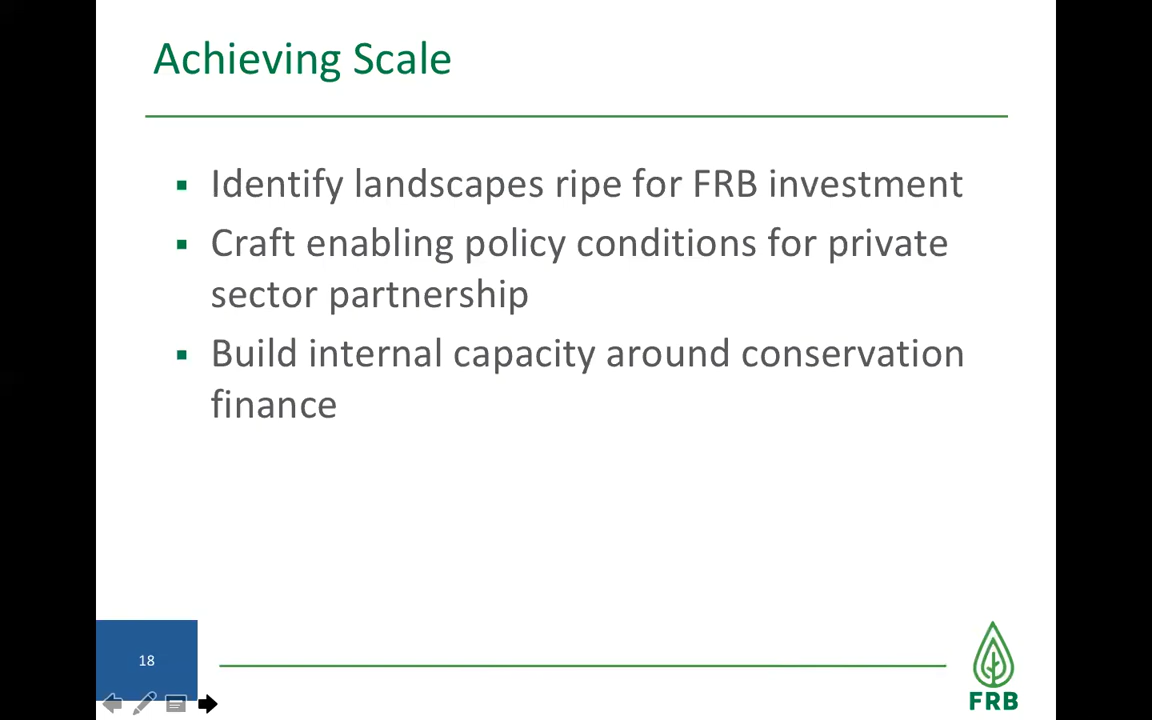 Achieving Scale
▪ Identify landscapes ripe for FRB investment
▪ Craft enabling policy conditions for private
sector partnership
▪ Build internal capacity around conservation
finance
18
FRB